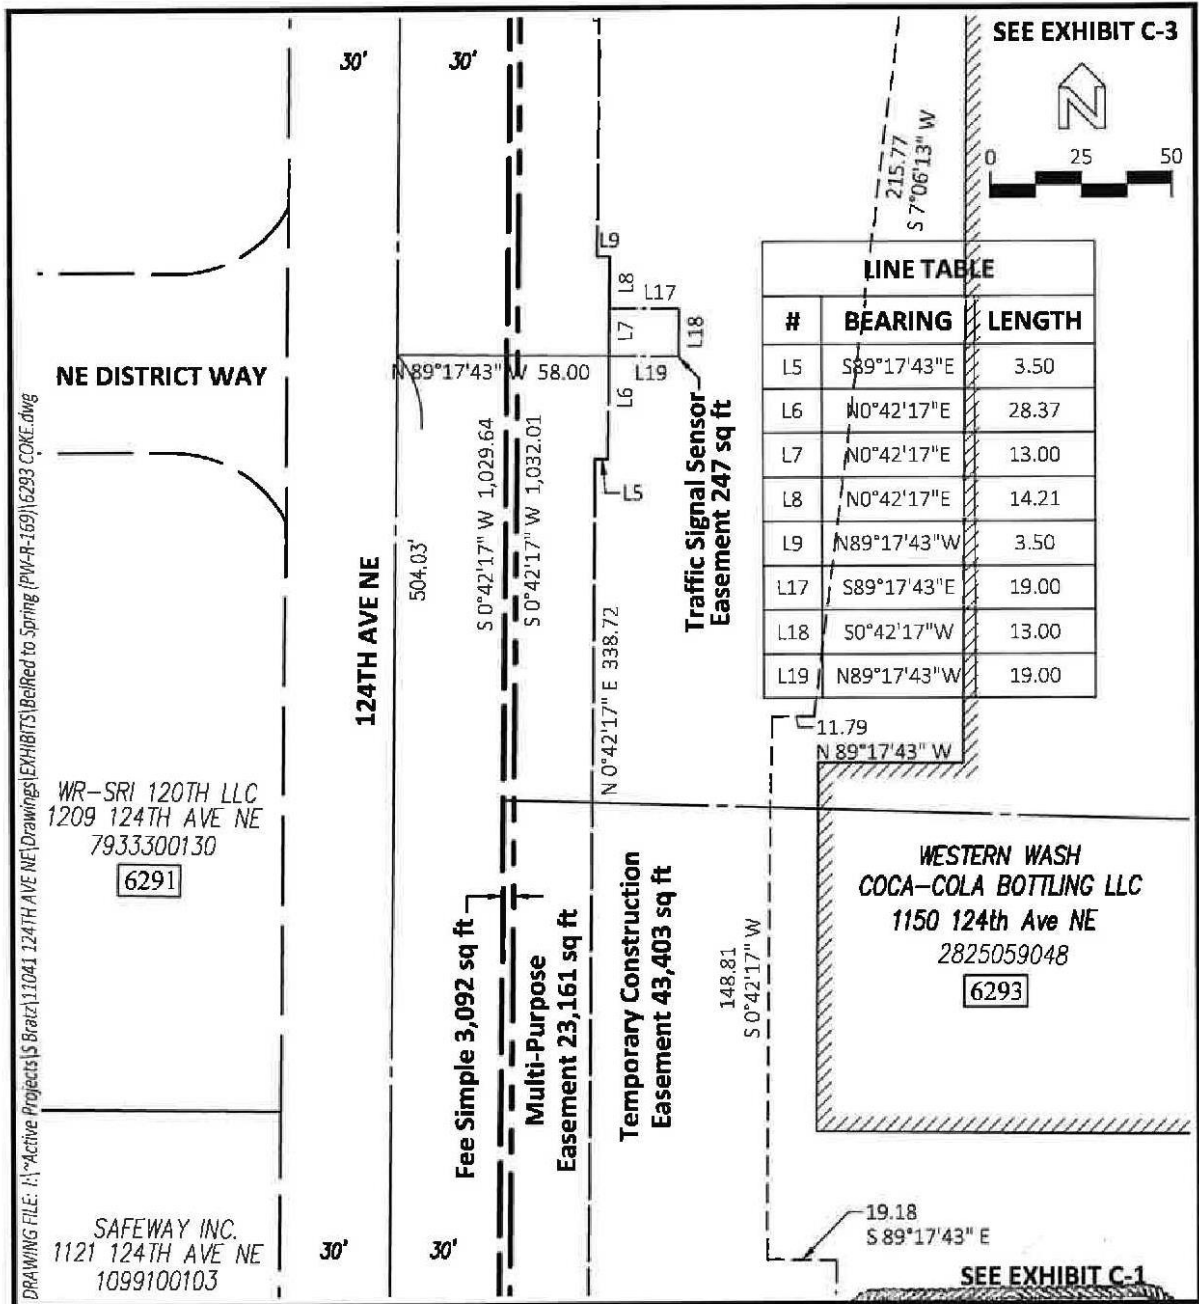 SEE EXHIBIT C-3
N
0 25 50
30' 30'
215.77
S 7°06'13" W
L9
L8
L17
L7
L18
NE DISTRICT WAY
N 89°17'43" W 58.00
L19
L6
L5
Traffic Signal Sensor
Easement 247 sq ft
LINE TABLE
# BEARING LENGTH
L5 S89°17'43"E 3.50
L6 N0°42'17"E 28.37
L7 N0°42'17"E 13.00
L8 N0°42'17"E 14.21
L9 N89°17'43"W 3.50
L17 S89°17'43"E 19.00
L18 S0°42'17"W 13.00
L19 N89°17'43"W 19.00
124TH AVE NE
504.03'
S 0°42'17" W 1,029.64
S 0°42'17" W 1,032.01
N 0°42'17" E 338.72
11.79
N 89°17'43" W
WR-SRI 120TH LLC
1209 124TH AVE NE
7933300130
6291
Fee Simple 3,092 sq ft
Multi-Purpose
Easement 23,161 sq ft
Temporary Construction
Easement 43,403 sq ft
148.81
S 0°42'17" W
WESTERN WASH
COCA-COLA BOTTLING LLC
1150 124th Ave NE
2825059048
6293
SAFEWAY INC.
1121 124TH AVE NE
1099100103
30' 30'
19.18
S 89°17'43" E
SEE EXHIBIT C-1
DRAWING FILE: I:\~Active Projects\S Bratz\11041 124TH AVE NE\Drawings\EXHIBITS\BelRed to Spring (PW-R-169)\6293 COKE.dwg